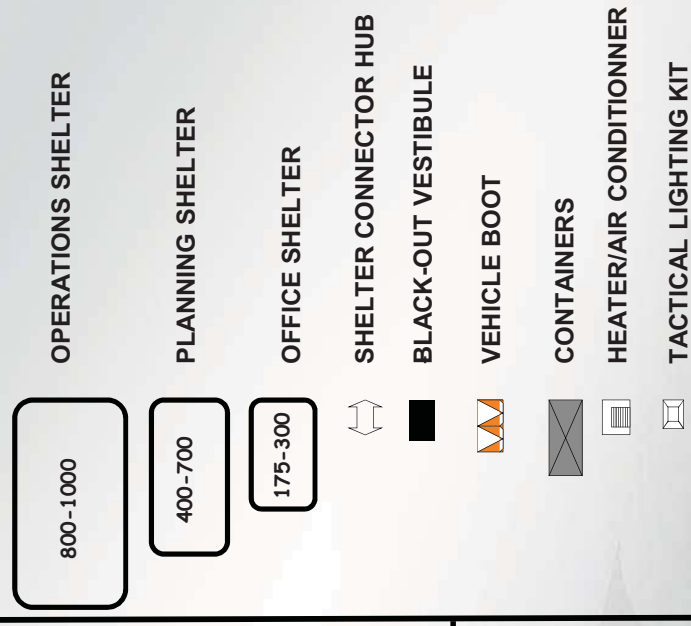 800-1000
OPERATIONS SHELTER
400-700
PLANNING SHELTER
175-300
OFFICE SHELTER
SHELTER CONNECTOR HUB
BLACK-OUT VESTIBULE
VEHICLE BOOT
CONTAINERS
HEATER/AIR CONDITIONNER
TACTICAL LIGHTING KIT